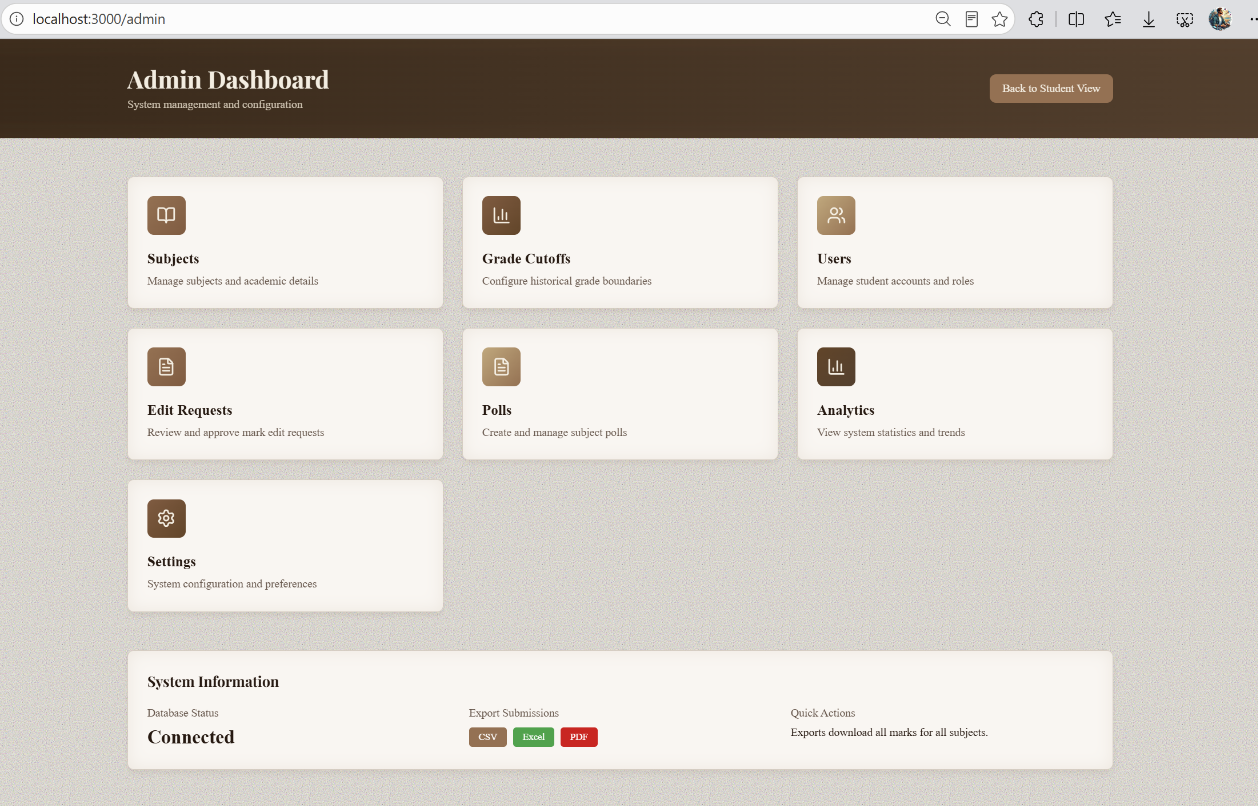 localhost:3000/admin
Admin Dashboard
System management and configuration
Back to Student View
Subjects
Manage subjects and academic details
Grade Cutoffs
Configure historical grade boundaries
Users
Manage student accounts and roles
Edit Requests
Review and approve mark edit requests
Polls
Create and manage subject polls
Analytics
View system statistics and trends
Settings
System configuration and preferences
System Information
Database Status
Connected
Export Submissions
CSV Excel PDF
Quick Actions
Exports download all marks for all subjects.